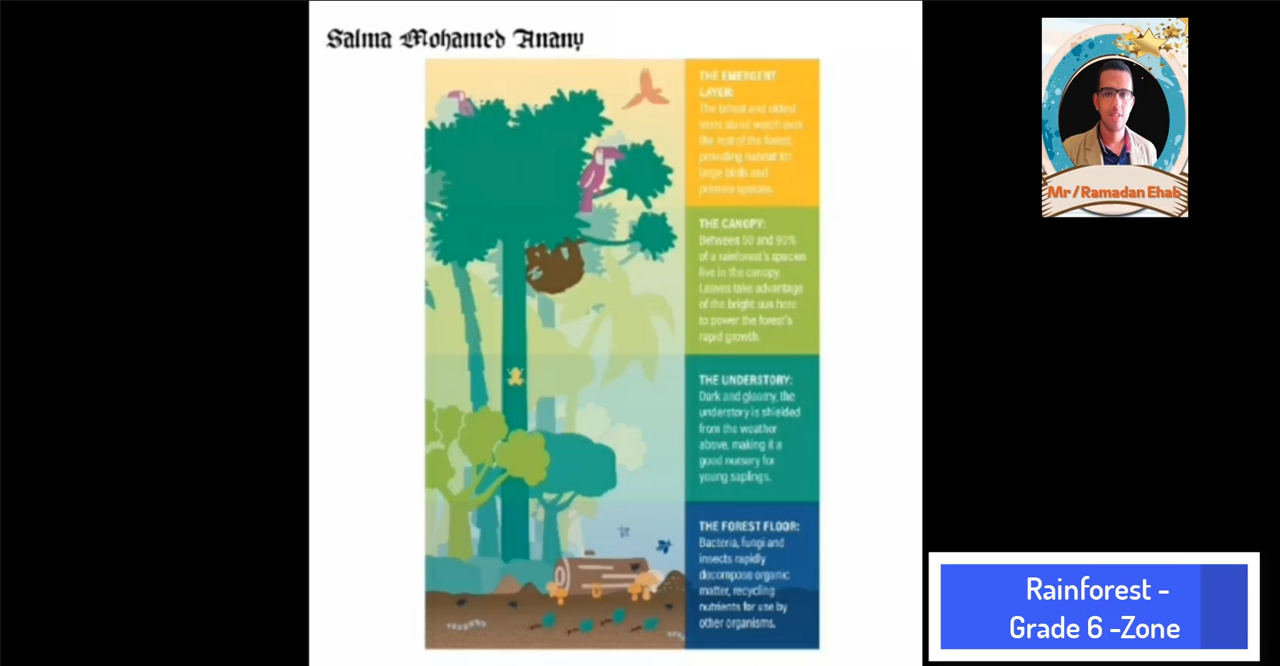 Salma Mohamed Anany
THE EMERGENT
LAYER:
The tallest and oldest
trees stand watch over
the rest of the forest,
providing habitat for
large birds and
primate species.
THE CANOPY:
Between 50 and 90%
of a rainforest's species
live in the canopy.
Leaves take advantage
of the bright sun here
to power the forest's
rapid growth.
THE UNDERSTORY:
Dark and gloomy, the
understory is shielded
from the weather
above, making it a
good nursery for
young saplings.
THE FOREST FLOOR:
Bacteria, fungi and
insects rapidly
decompose organic
matter, recycling
nutrients for use by
other organisms.
Mr/Ramadan Ehab
Rainforest -
Grade 6 -Zone